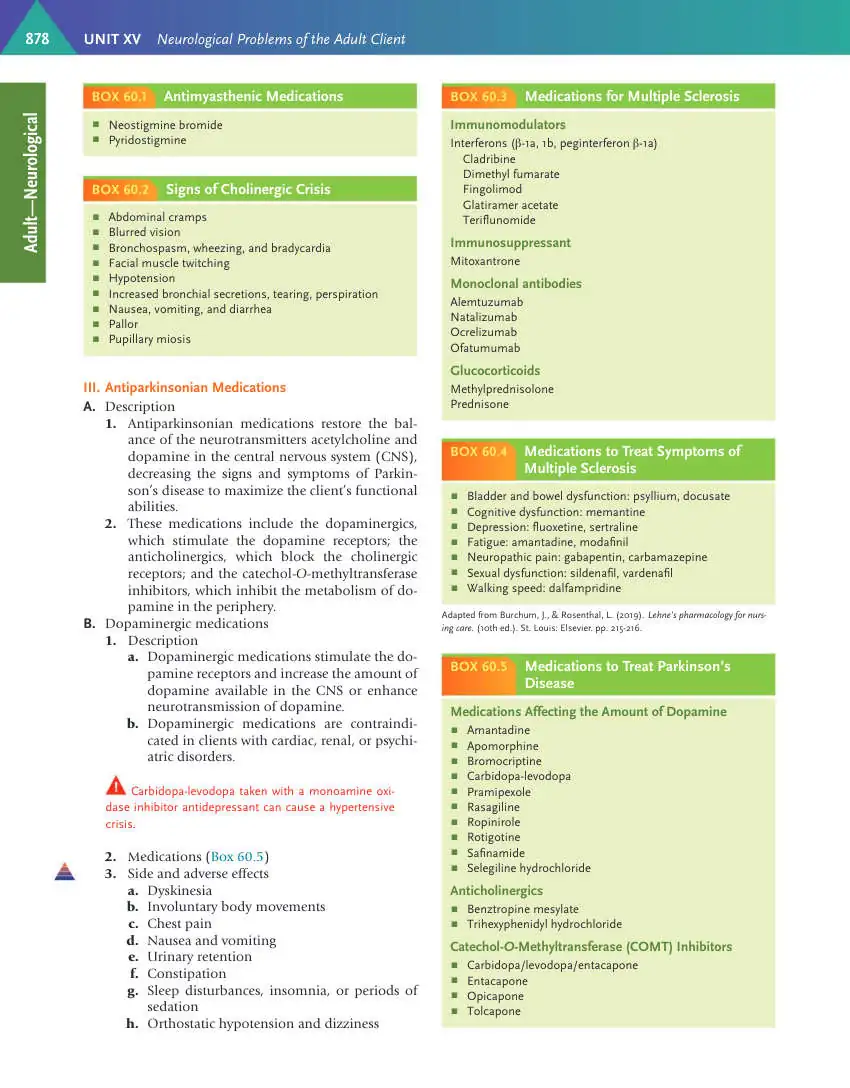 878 UNIT XV Neurological Problems of the Adult Client
Adult—Neurological
BOX 60.1 Antimyasthenic Medications
■ Neostigmine bromide
■ Pyridostigmine
BOX 60.2 Signs of Cholinergic Crisis
■ Abdominal cramps
■ Blurred vision
■ Bronchospasm, wheezing, and bradycardia
■ Facial muscle twitching
■ Hypotension
■ Increased bronchial secretions, tearing, perspiration
■ Nausea, vomiting, and diarrhea
■ Pallor
■ Pupillary miosis
III. Antiparkinsonian Medications
A. Description
1. Antiparkinsonian medications restore the bal-
ance of the neurotransmitters acetylcholine and
dopamine in the central nervous system (CNS),
decreasing the signs and symptoms of Parkin-
son's disease to maximize the client's functional
abilities.
2. These medications include the dopaminergics,
which stimulate the dopamine receptors; the
anticholinergics, which block the cholinergic
receptors; and the catechol-O-methyltransferase
inhibitors, which inhibit the metabolism of do-
pamine in the periphery.
B. Dopaminergic medications
1. Description
a. Dopaminergic medications stimulate the do-
pamine receptors and increase the amount of
dopamine available in the CNS or enhance
neurotransmission of dopamine.
b. Dopaminergic medications are contraindi-
cated in clients with cardiac, renal, or psychi-
atric disorders.
Carbidopa-levodopa taken with a monoamine oxi-
dase inhibitor antidepressant can cause a hypertensive
crisis.
2. Medications (Box 60.5)
3. Side and adverse effects
a. Dyskinesia
b. Involuntary body movements
c. Chest pain
d. Nausea and vomiting
e. Urinary retention
f. Constipation
g. Sleep disturbances, insomnia, or periods of
sedation
h. Orthostatic hypotension and dizziness
BOX 60.3 Medications for Multiple Sclerosis
Immunomodulators
Interferons (β-1a, 1b, peginterferon β-1a)
Cladribine
Dimethyl fumarate
Fingolimod
Glatiramer acetate
Teriflunomide
Immunosuppressant
Mitoxantrone
Monoclonal antibodies
Alemtuzumab
Natalizumab
Ocrelizumab
Ofatumumab
Glucocorticoids
Methylprednisolone
Prednisone
BOX 60.4 Medications to Treat Symptoms of
Multiple Sclerosis
■ Bladder and bowel dysfunction: psyllium, docusate
■ Cognitive dysfunction: memantine
■ Depression: fluoxetine, sertraline
■ Fatigue: amantadine, modafinil
■ Neuropathic pain: gabapentin, carbamazepine
■ Sexual dysfunction: sildenafil, vardenafil
■ Walking speed: dalfampridine
Adapted from Burchum, J., & Rosenthal, L. (2019). Lehne's pharmacology for nurs-
ing care. (10th ed.). St. Louis: Elsevier. pp. 215-216.
BOX 60.5 Medications to Treat Parkinson's
Disease
Medications Affecting the Amount of Dopamine
■ Amantadine
■ Apomorphine
■ Bromocriptine
■ Carbidopa-levodopa
■ Pramipexole
■ Rasagiline
■ Ropinirole
■ Rotigotine
■ Safinamide
■ Selegiline hydrochloride
Anticholinergics
■ Benztropine mesylate
■ Trihexyphenidyl hydrochloride
Catechol-O-Methyltransferase (COMT) Inhibitors
■ Carbidopa/levodopa/entacapone
■ Entacapone
■ Opicapone
■ Tolcapone